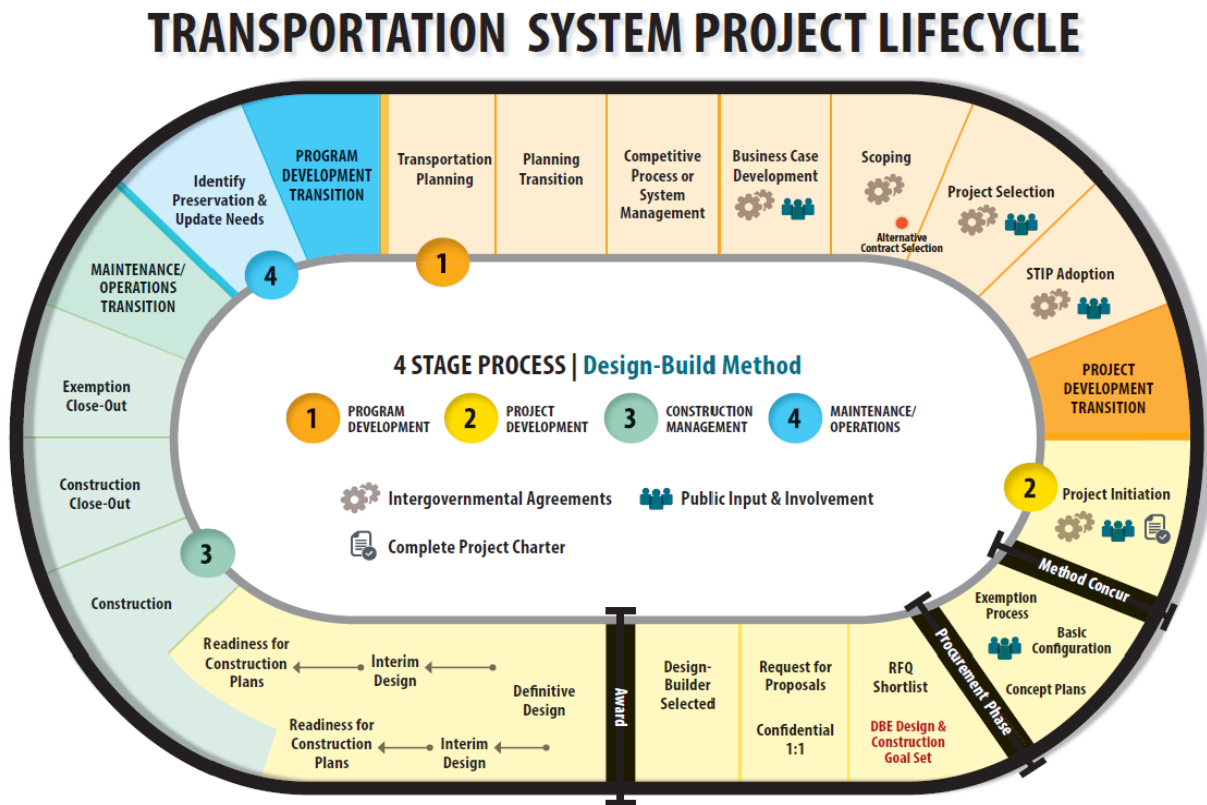 TRANSPORTATION SYSTEM PROJECT LIFECYCLE
Identify
Preservation &
Update Needs
PROGRAM
DEVELOPMENT
TRANSITION
Transportation
Planning
Planning
Transition
Competitive
Process or
System
Management
Business Case
Development
Scoping
Alternative
Contract Selection
Project Selection
STIP Adoption
PROJECT
DEVELOPMENT
TRANSITION
1
4
MAINTENANCE/
OPERATIONS
TRANSITION
Exemption
Close-Out
Construction
Close-Out
3
Construction
4 STAGE PROCESS | Design-Build Method
1
PROGRAM
DEVELOPMENT
2
PROJECT
DEVELOPMENT
3
CONSTRUCTION
MANAGEMENT
4
MAINTENANCE/
OPERATIONS
Intergovernmental Agreements
Public Input & Involvement
Complete Project Charter
2
Project Initiation
Method Concur
Exemption
Process
Basic
Configuration
Concept Plans
Procurement Phase
RFQ
Shortlist
DBE Design &
Construction
Goal Set
Request for
Proposals
Confidential
1:1
Design-
Builder
Selected
Award
Definitive
Design
Interim
Design
Readiness for
Construction
Plans
Interim
Design
Readiness for
Construction
Plans